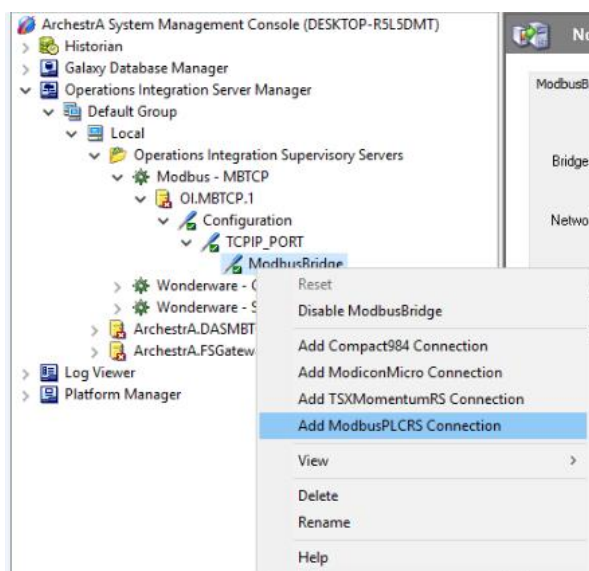 ArchestrA System Management Console (DESKTOP-R5L5DMT)
Historian
Galaxy Database Manager
Operations Integration Server Manager
Default Group
Local
Operations Integration Supervisory Servers
Modbus - MBTCP
OI.MBTCP.1
Configuration
TCPIP_PORT
ModbusBridge
Wonderware - 
Wonderware - S
ArchestrA.DASMBT
ArchestrA.FSGatew
Log Viewer
Platform Manager
No
ModbusB
Bridge
Netwo
Reset
Disable ModbusBridge
Add Compact984 Connection
Add ModiconMicro Connection
Add TSXMomentumRS Connection
Add ModbusPLCRS Connection
View
Delete
Rename
Help